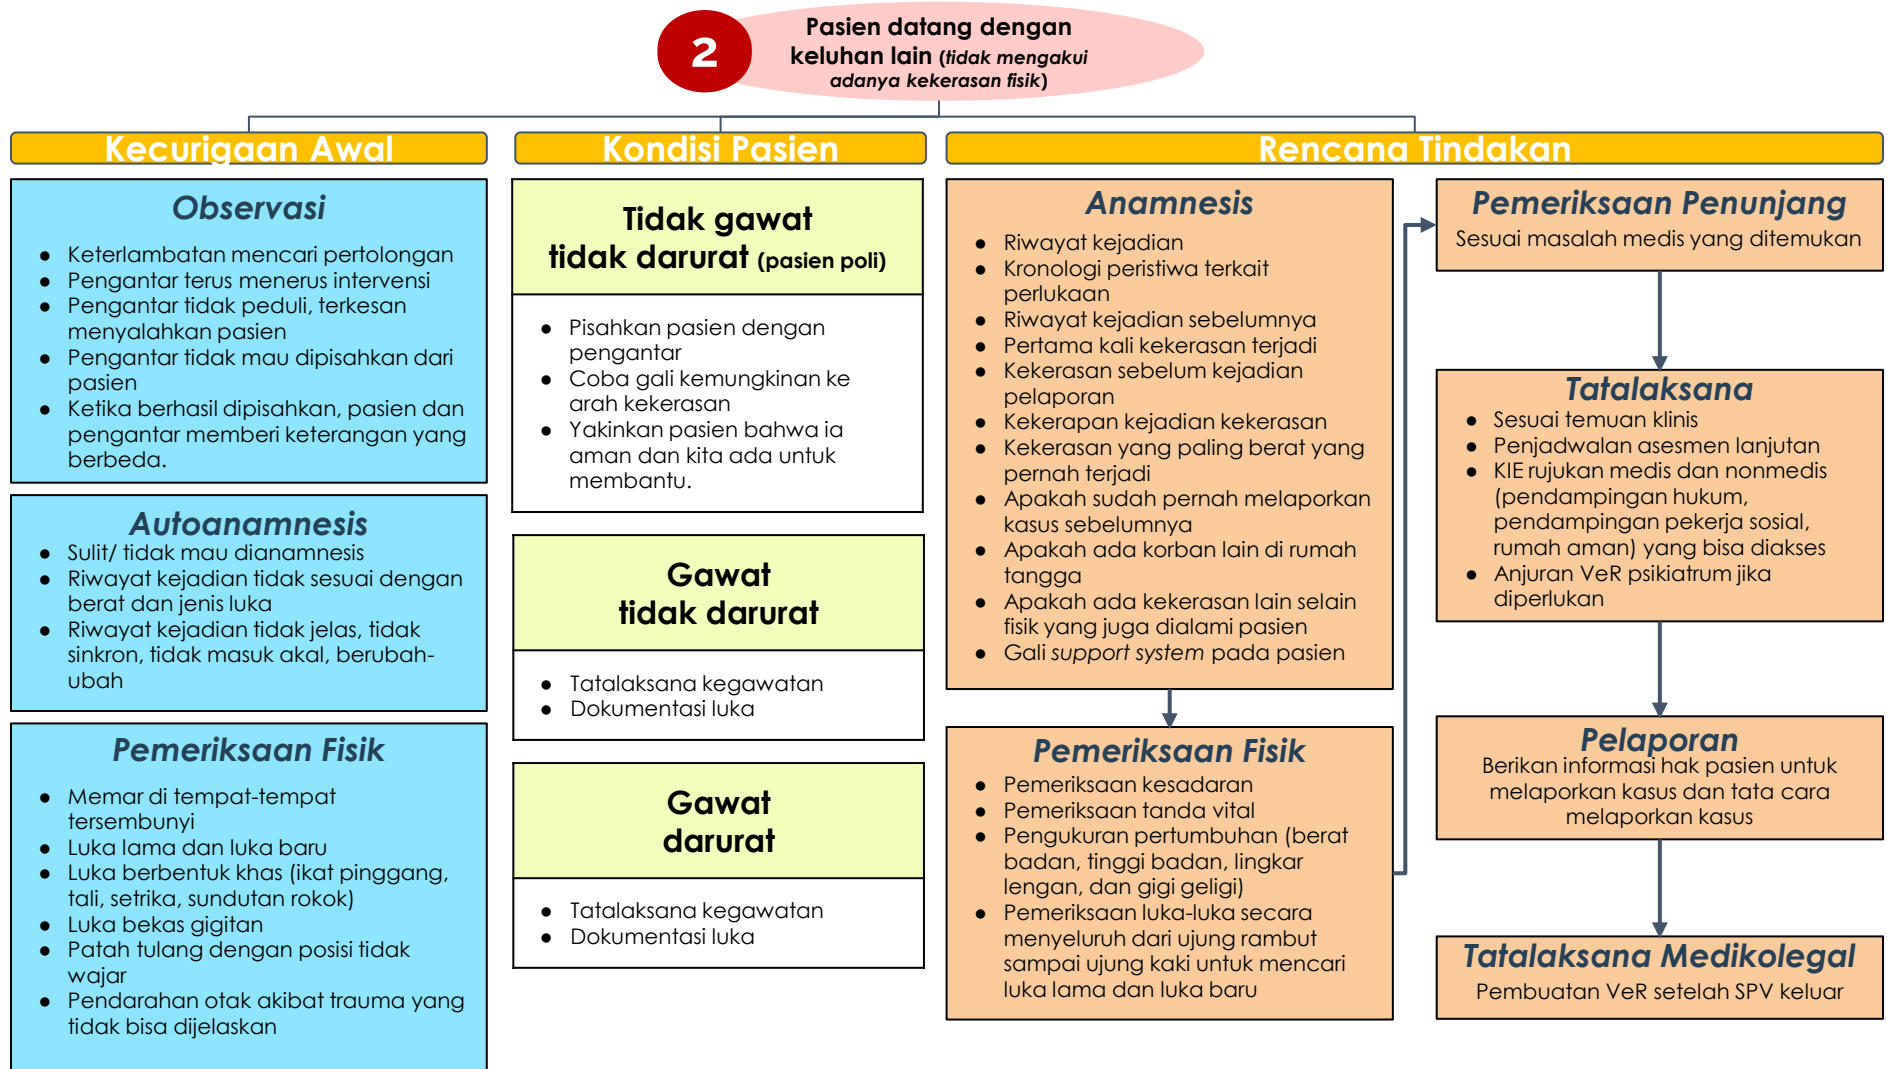 2
Pasien datang dengan
keluhan lain (tidak mengakui
adanya kekerasan fisik)
Kecurigaan Awal
Observasi
● Keterlambatan mencari pertolongan
● Pengantar terus menerus intervensi
● Pengantar tidak peduli, terkesan
menyalahkan pasien
● Pengantar tidak mau dipisahkan dari
pasien
● Ketika berhasil dipisahkan, pasien dan
pengantar memberi keterangan yang
berbeda.
Autoanamnesis
● Sulit/ tidak mau dianamnesis
● Riwayat kejadian tidak sesuai dengan
berat dan jenis luka
● Riwayat kejadian tidak jelas, tidak
sinkron, tidak masuk akal, berubah-
ubah
Pemeriksaan Fisik
● Memar di tempat-tempat
tersembunyi
● Luka lama dan luka baru
● Luka berbentuk khas (ikat pinggang,
tali, setrika, sundutan rokok)
● Luka bekas gigitan
● Patah tulang dengan posisi tidak
wajar
● Pendarahan otak akibat trauma yang
tidak bisa dijelaskan
Kondisi Pasien
Tidak gawat
tidak darurat (pasien poli)
● Pisahkan pasien dengan
pengantar
● Coba gali kemungkinan ke
arah kekerasan
● Yakinkan pasien bahwa ia
aman dan kita ada untuk
membantu.
Gawat
tidak darurat
● Tatalaksana kegawatan
● Dokumentasi luka
Gawat
darurat
● Tatalaksana kegawatan
● Dokumentasi luka
Rencana Tindakan
Anamnesis
● Riwayat kejadian
● Kronologi peristiwa terkait
perlukaan
● Riwayat kejadian sebelumnya
● Pertama kali kekerasan terjadi
● Kekerasan sebelum kejadian
pelaporan
● Kekerapan kejadian kekerasan
● Kekerasan yang paling berat yang
pernah terjadi
● Apakah sudah pernah melaporkan
kasus sebelumnya
● Apakah ada korban lain di rumah
tangga
● Apakah ada kekerasan lain selain
fisik yang juga dialami pasien
● Gali support system pada pasien
Pemeriksaan Fisik
● Pemeriksaan kesadaran
● Pemeriksaan tanda vital
● Pengukuran pertumbuhan (berat
badan, tinggi badan, lingkar
lengan, dan gigi geligi)
● Pemeriksaan luka-luka secara
menyeluruh dari ujung rambut
sampai ujung kaki untuk mencari
luka lama dan luka baru
Pemeriksaan Penunjang
Sesuai masalah medis yang ditemukan
Tatalaksana
● Sesuai temuan klinis
● Penjadwalan asesmen lanjutan
● KIE rujukan medis dan nonmedis
(pendampingan hukum,
pendampingan pekerja sosial,
rumah aman) yang bisa diakses
● Anjuran VeR psikiatrum jika
diperlukan
Pelaporan
Berikan informasi hak pasien untuk
melaporkan kasus dan tata cara
melaporkan kasus
Tatalaksana Medikolegal
Pembuatan VeR setelah SPV keluar